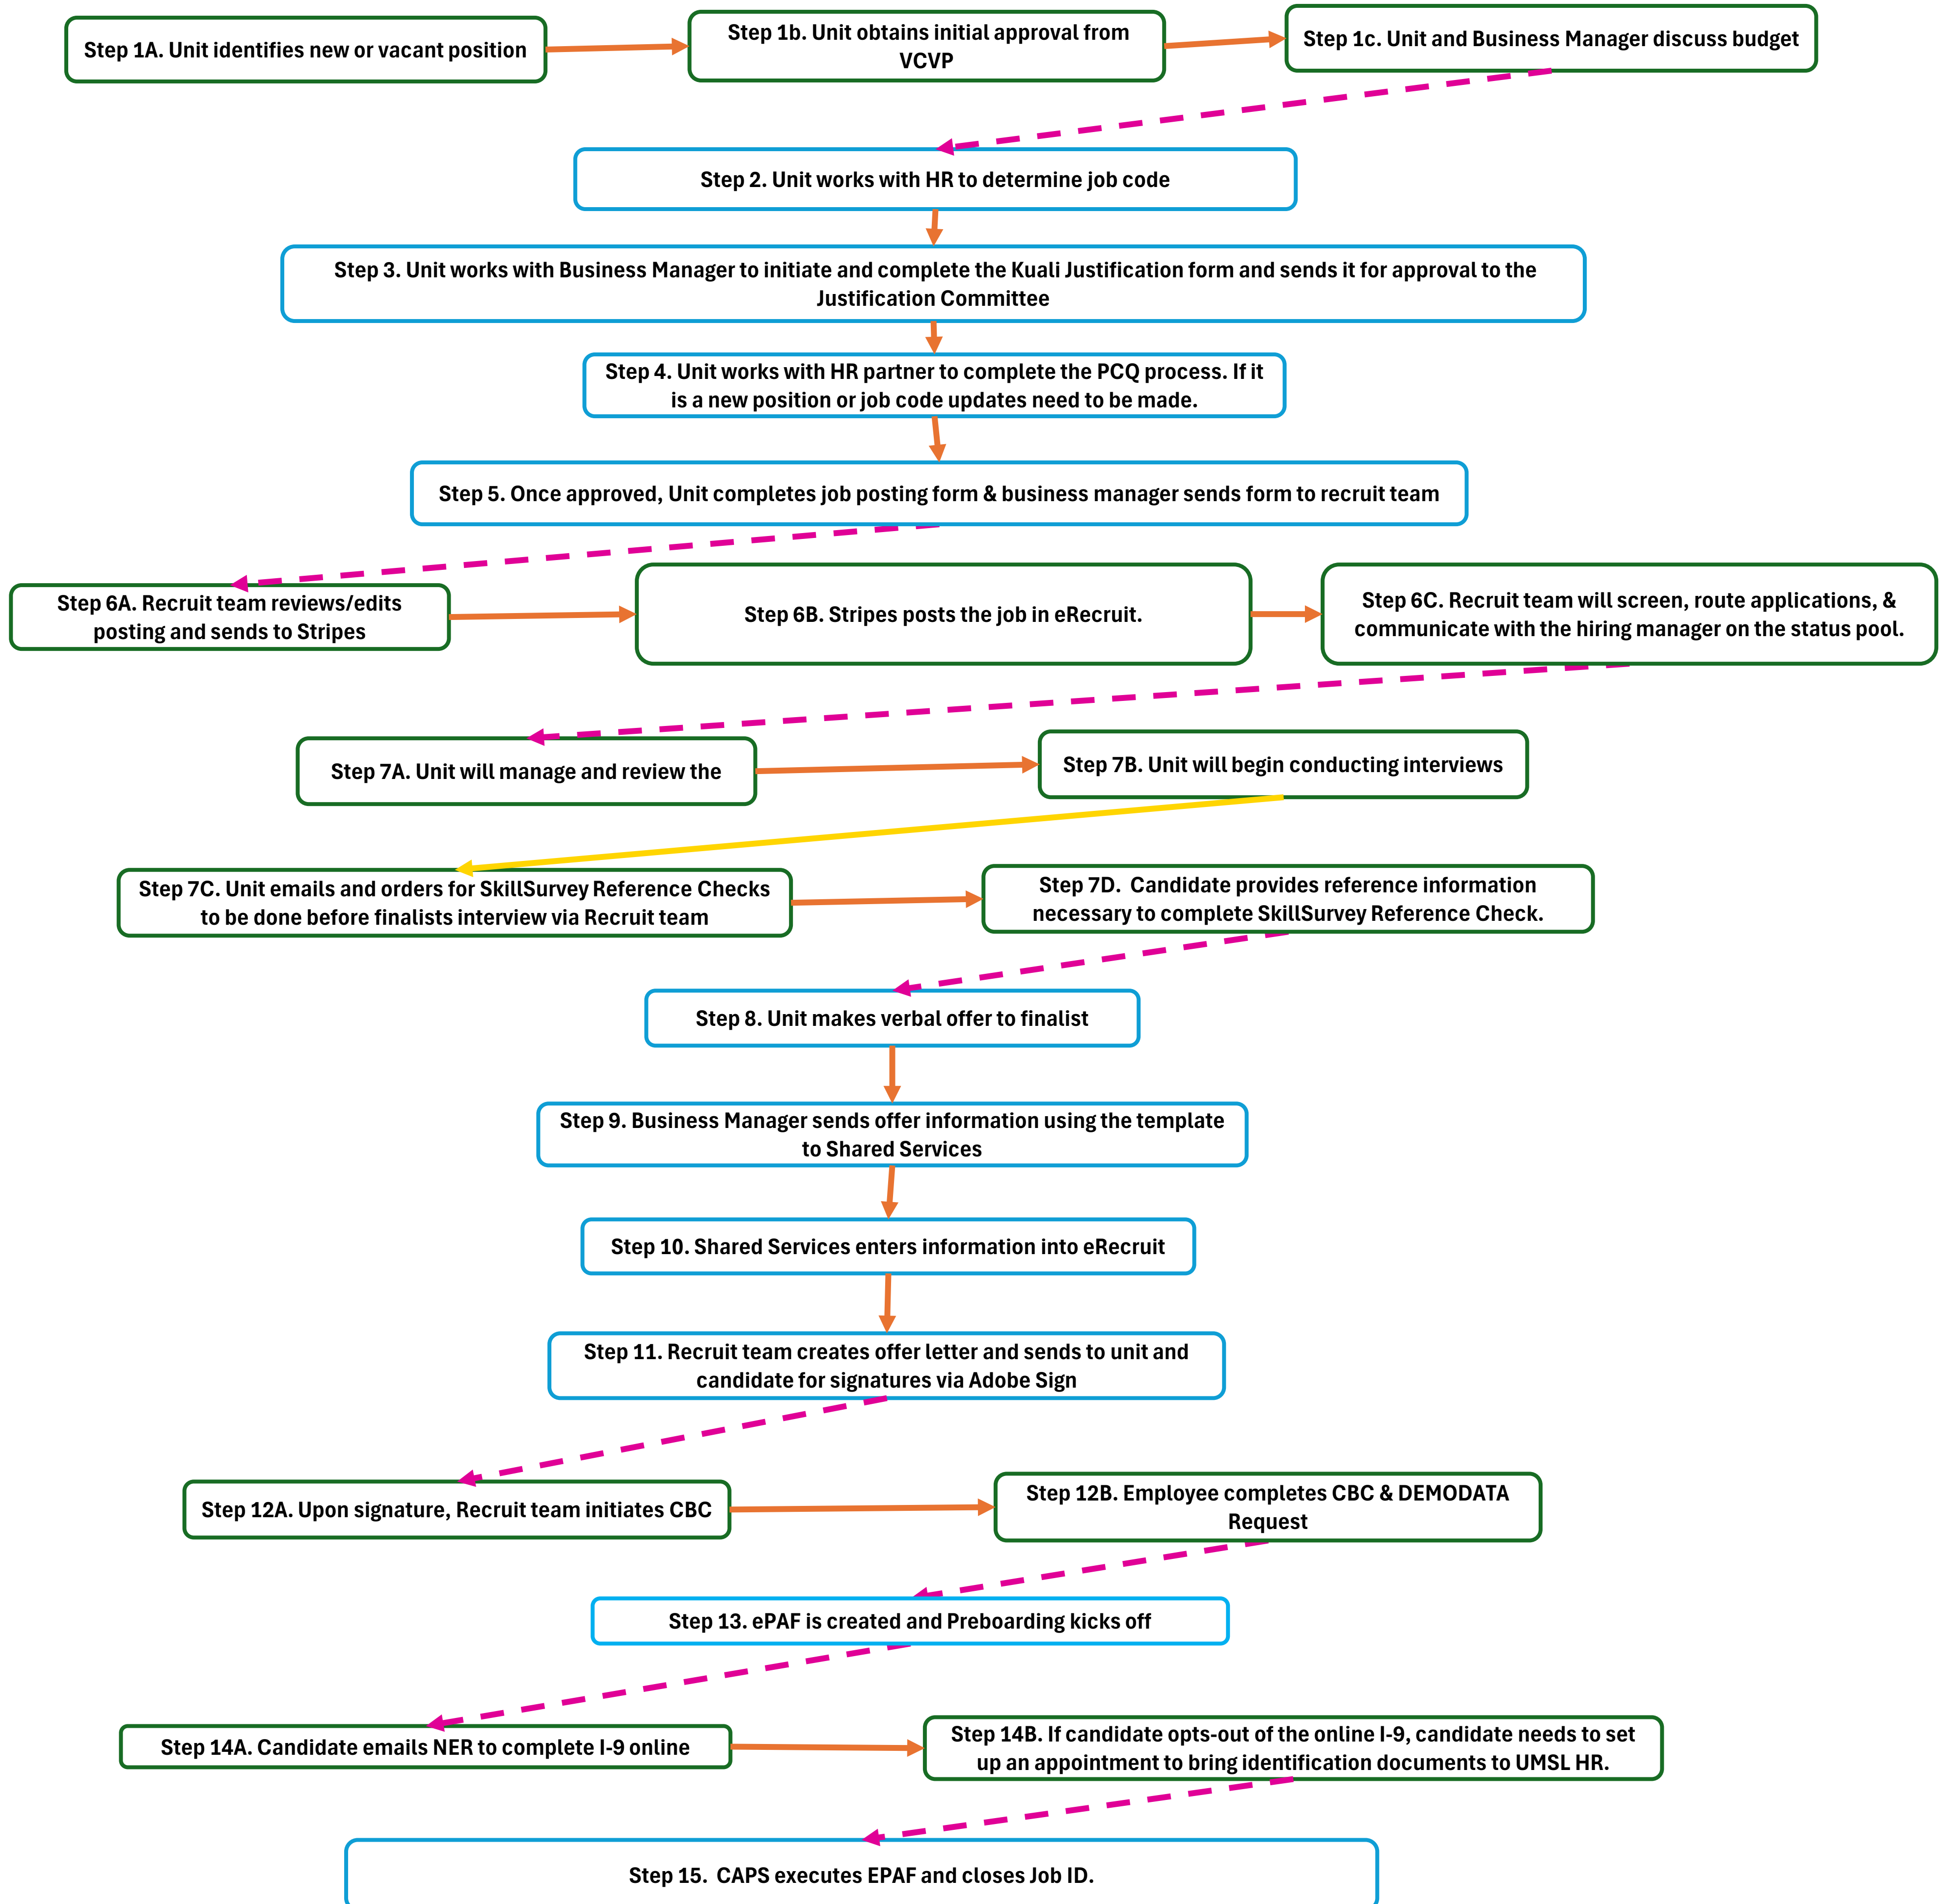 Step 1A. Unit identifies new or vacant position
Step 1b. Unit obtains initial approval from
VCVP
Step 1c. Unit and Business Manager discuss budget
Step 2. Unit works with HR to determine job code
Step 3. Unit works with Business Manager to initiate and complete the Kuali Justification form and sends it for approval to the
Justification Committee
Step 4. Unit works with HR partner to complete the PCQ process. If it
is a new position or job code updates need to be made.
Step 5. Once approved, Unit completes job posting form & business manager sends form to recruit team
Step 6A. Recruit team reviews/edits
posting and sends to Stripes
Step 6B. Stripes posts the job in eRecruit.
Step 6C. Recruit team will screen, route applications, &
communicate with the hiring manager on the status pool.
Step 7A. Unit will manage and review the
Step 7B. Unit will begin conducting interviews
Step 7C. Unit emails and orders for SkillSurvey Reference Checks
to be done before finalists interview via Recruit team
Step 7D.  Candidate provides reference information
necessary to complete SkillSurvey Reference Check.
Step 8. Unit makes verbal offer to finalist
Step 9. Business Manager sends offer information using the template
to Shared Services
Step 10. Shared Services enters information into eRecruit
Step 11. Recruit team creates offer letter and sends to unit and
candidate for signatures via Adobe Sign
Step 12A. Upon signature, Recruit team initiates CBC
Step 12B. Employee completes CBC & DEMODATA
Request
Step 13. ePAF is created and Preboarding kicks off
Step 14A. Candidate emails NER to complete I-9 online
Step 14B. If candidate opts-out of the online I-9, candidate needs to set
up an appointment to bring identification documents to UMSL HR.
Step 15.  CAPS executes EPAF and closes Job ID.